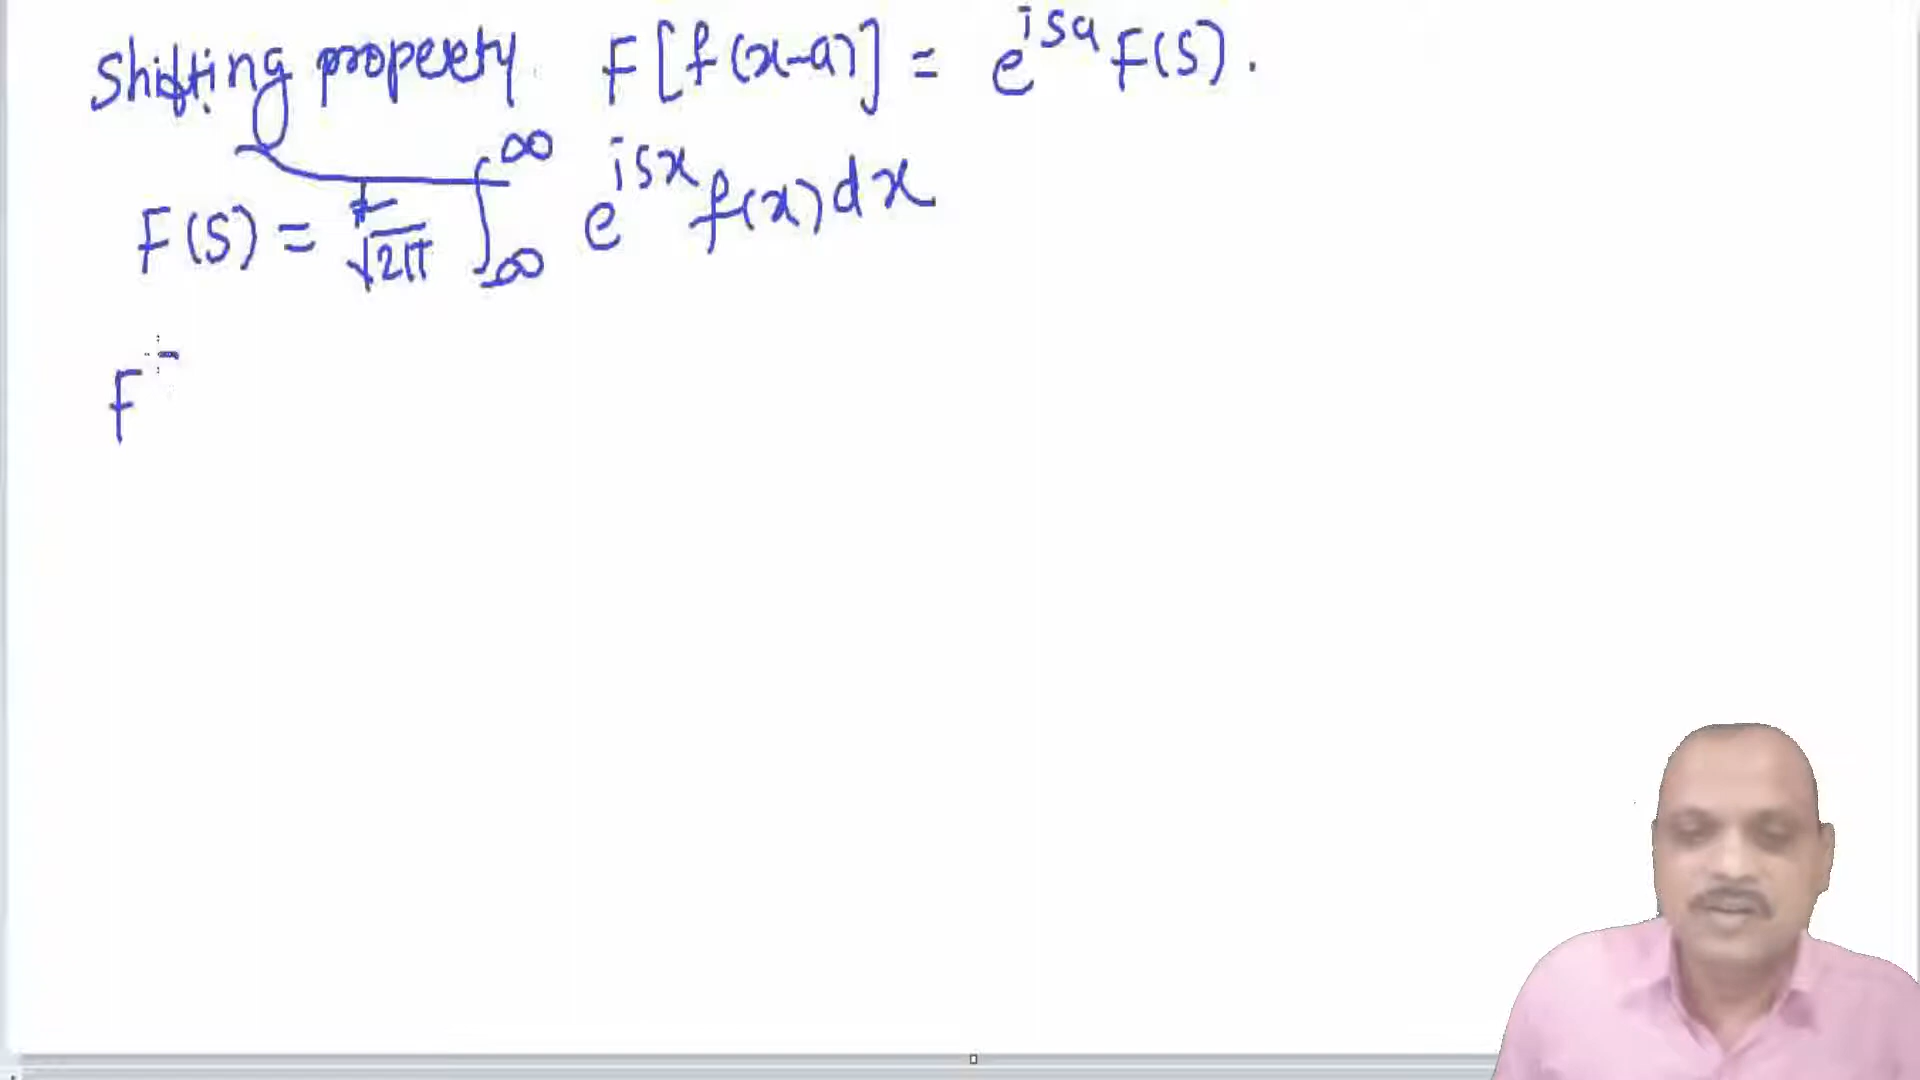 Shifting property F[f(x-a)] = e^{isa} F(S).
F(S) = 1/√2π ∫_{-∞}^{∞} e^{isx} f(x) dx
F